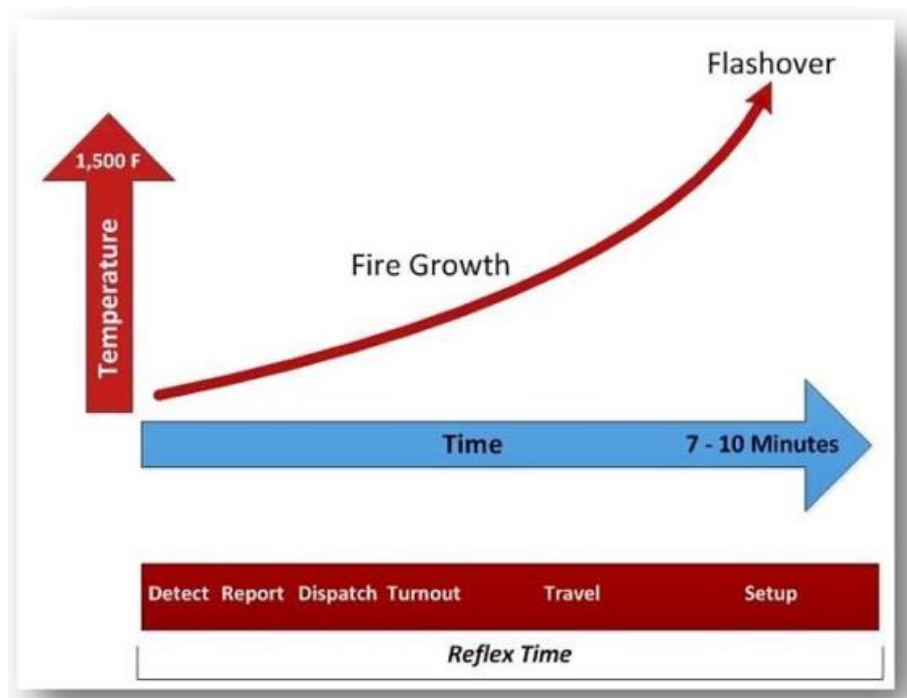 Flashover
1,500 F
Temperature
Fire Growth
Time 7 - 10 Minutes
Detect Report Dispatch Turnout Travel Setup
Reflex Time